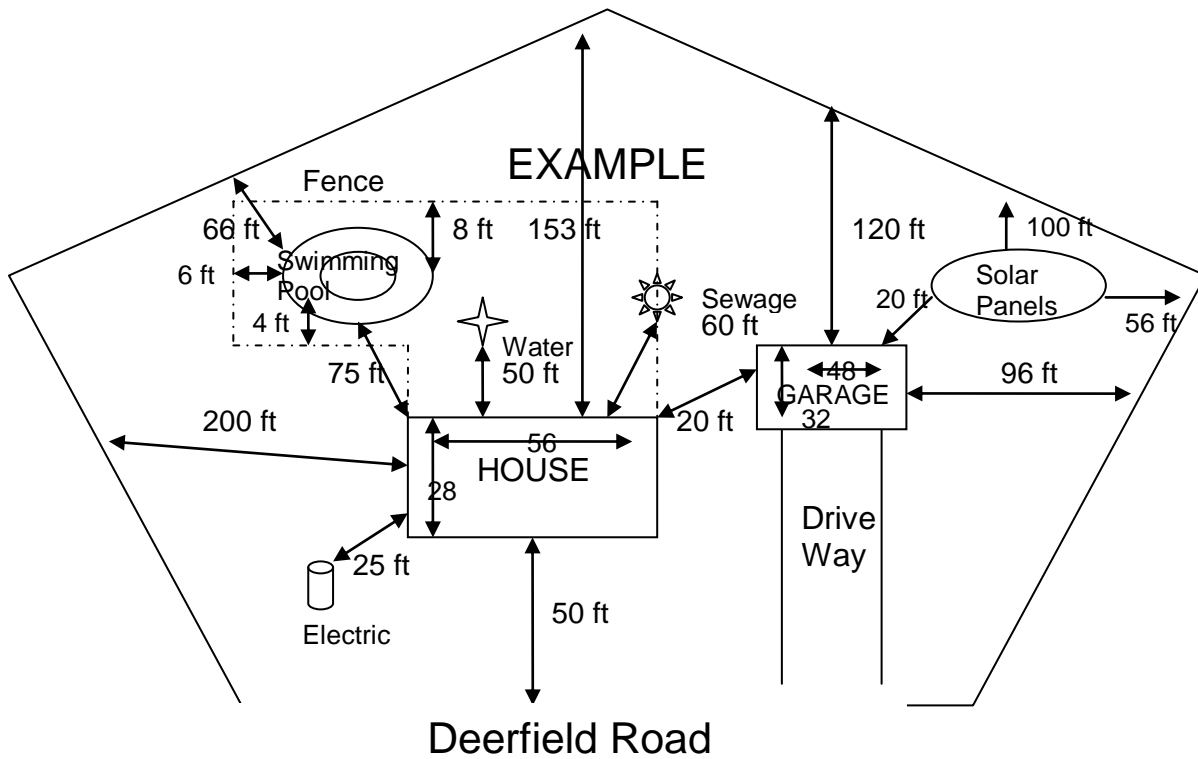 EXAMPLE
Fence
66 ft
8 ft
153 ft
120 ft
100 ft
6 ft
Swimming
Pool
Solar
Panels
20 ft
56 ft
4 ft
Sewage
60 ft
Water
50 ft
75 ft
48
GARAGE
32
96 ft
200 ft
20 ft
56
HOUSE
28
Drive
Way
25 ft
50 ft
Electric
Deerfield Road